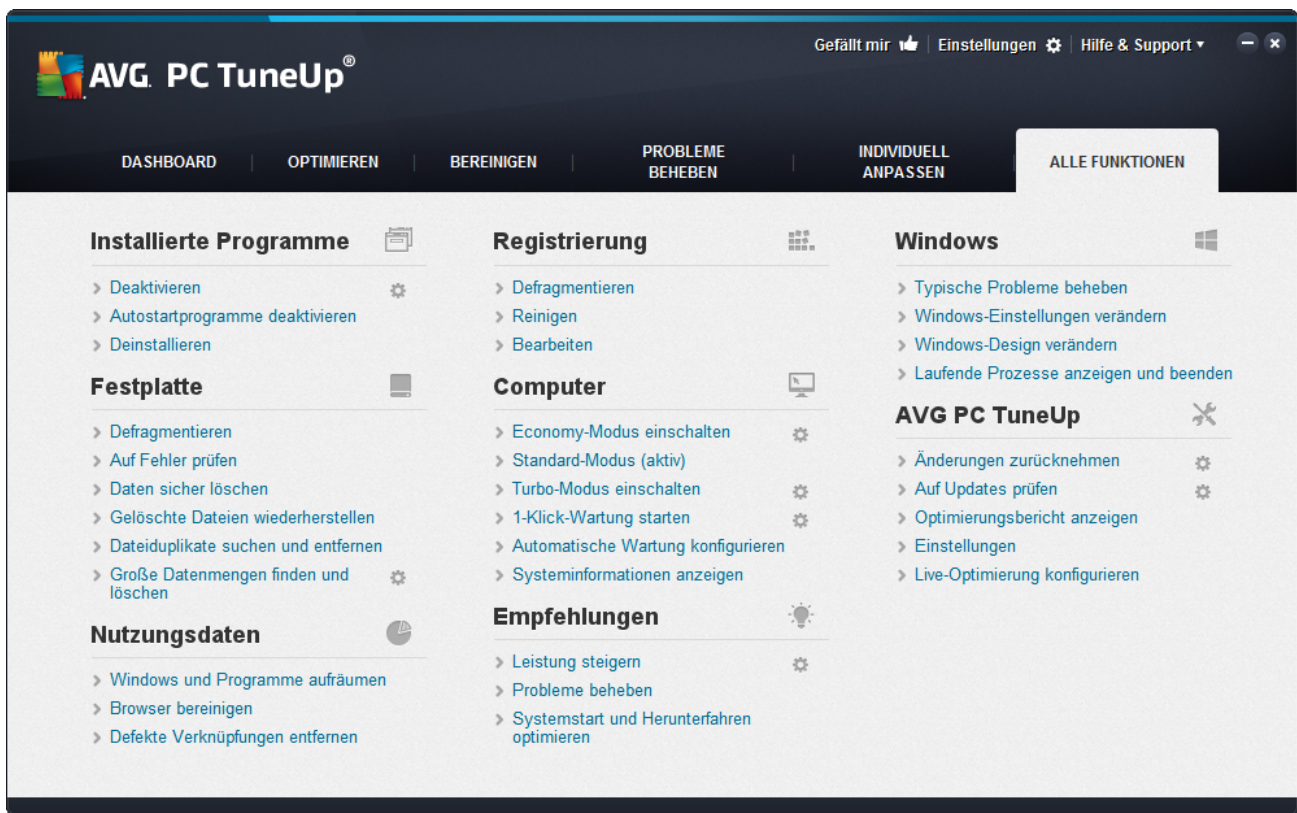 Gefällt mir
Einstellungen
Hilfe & Support
AVG. PC TuneUp®
DASHBOARD
OPTIMIEREN
BEREINIGEN
PROBLEME
BEHEBEN
INDIVIDUELL
ANPASSEN
ALLE FUNKTIONEN
Installierte Programme
Deaktivieren
Autostartprogramme deaktivieren
Deinstallieren
Festplatte
Defragmentieren
Auf Fehler prüfen
Daten sicher löschen
Gelöschte Dateien wiederherstellen
Dateiduplikate suchen und entfernen
Große Datenmengen finden und
löschen
Nutzungsdaten
Windows und Programme aufräumen
Browser bereinigen
Defekte Verknüpfungen entfernen
Registrierung
Defragmentieren
Reinigen
Bearbeiten
Computer
Economy-Modus einschalten
Standard-Modus (aktiv)
Turbo-Modus einschalten
1-Klick-Wartung starten
Automatische Wartung konfigurieren
Systeminformationen anzeigen
Empfehlungen
Leistung steigern
Probleme beheben
Systemstart und Herunterfahren
optimieren
Windows
Typische Probleme beheben
Windows-Einstellungen verändern
Windows-Design verändern
Laufende Prozesse anzeigen und beenden
AVG PC TuneUp
Änderungen zurücknehmen
Auf Updates prüfen
Optimierungsbericht anzeigen
Einstellungen
Live-Optimierung konfigurieren